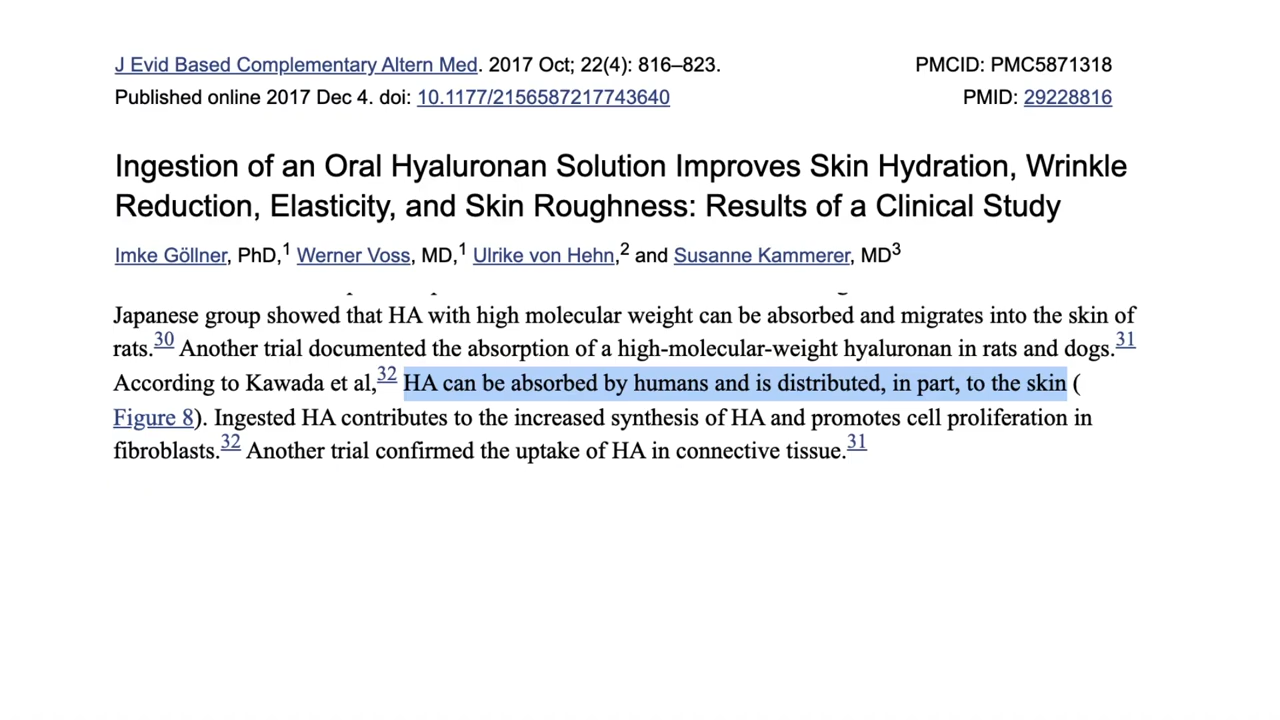 J Evid Based Complementary Altern Med. 2017 Oct; 22(4): 816–823. PMCID: PMC5871318
Published online 2017 Dec 4. doi: 10.1177/2156587217743640 PMID: 29228816
Ingestion of an Oral Hyaluronan Solution Improves Skin Hydration, Wrinkle
Reduction, Elasticity, and Skin Roughness: Results of a Clinical Study
Imke Göllner, PhD,1 Werner Voss, MD,1 Ulrike von Hehn,2 and Susanne Kammerer, MD3
Japanese group showed that HA with high molecular weight can be absorbed and migrates into the skin of
rats.30 Another trial documented the absorption of a high-molecular-weight hyaluronan in rats and dogs.31
According to Kawada et al,32 HA can be absorbed by humans and is distributed, in part, to the skin (
Figure 8). Ingested HA contributes to the increased synthesis of HA and promotes cell proliferation in
fibroblasts.32 Another trial confirmed the uptake of HA in connective tissue.31